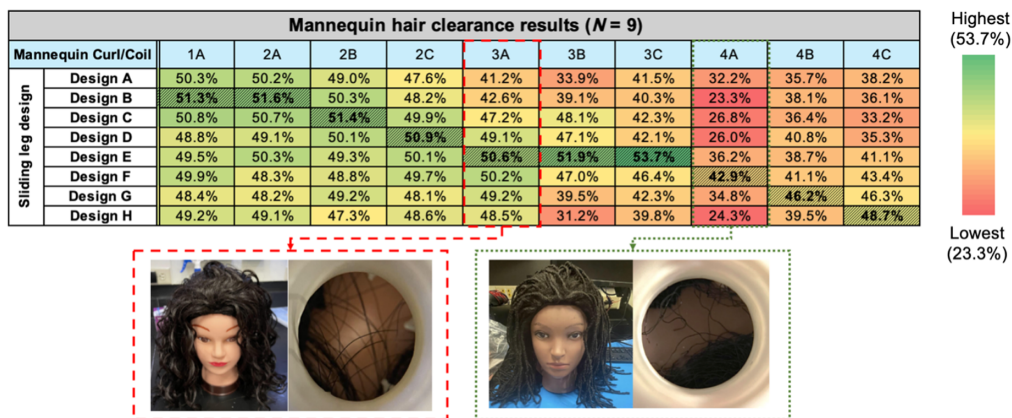 Mannequin hair clearance results (N = 9)
Mannequin Curl/Coil 1A 2A 2B 2C 3A 3B 3C 4A 4B 4C
Sliding leg design
Design A 50.3% 50.2% 49.0% 47.6% 41.2% 33.9% 41.5% 32.2% 35.7% 38.2%
Design B 51.3% 51.6% 50.3% 48.2% 42.6% 39.1% 40.3% 23.3% 38.1% 36.1%
Design C 50.8% 50.7% 51.4% 49.9% 47.2% 48.1% 42.3% 26.8% 36.4% 33.2%
Design D 48.8% 49.1% 50.1% 50.9% 49.1% 47.1% 42.1% 26.0% 40.8% 35.3%
Design E 49.5% 50.3% 49.3% 50.1% 50.6% 51.9% 53.7% 36.2% 38.7% 41.1%
Design F 49.9% 48.3% 48.8% 49.7% 50.2% 47.0% 46.4% 42.9% 41.1% 43.4%
Design G 48.4% 48.2% 49.2% 48.1% 49.2% 39.5% 42.3% 34.8% 46.2% 46.3%
Design H 49.2% 49.1% 47.3% 48.6% 48.5% 31.2% 39.8% 24.3% 39.5% 48.7%
Highest
(53.7%)
Lowest
(23.3%)